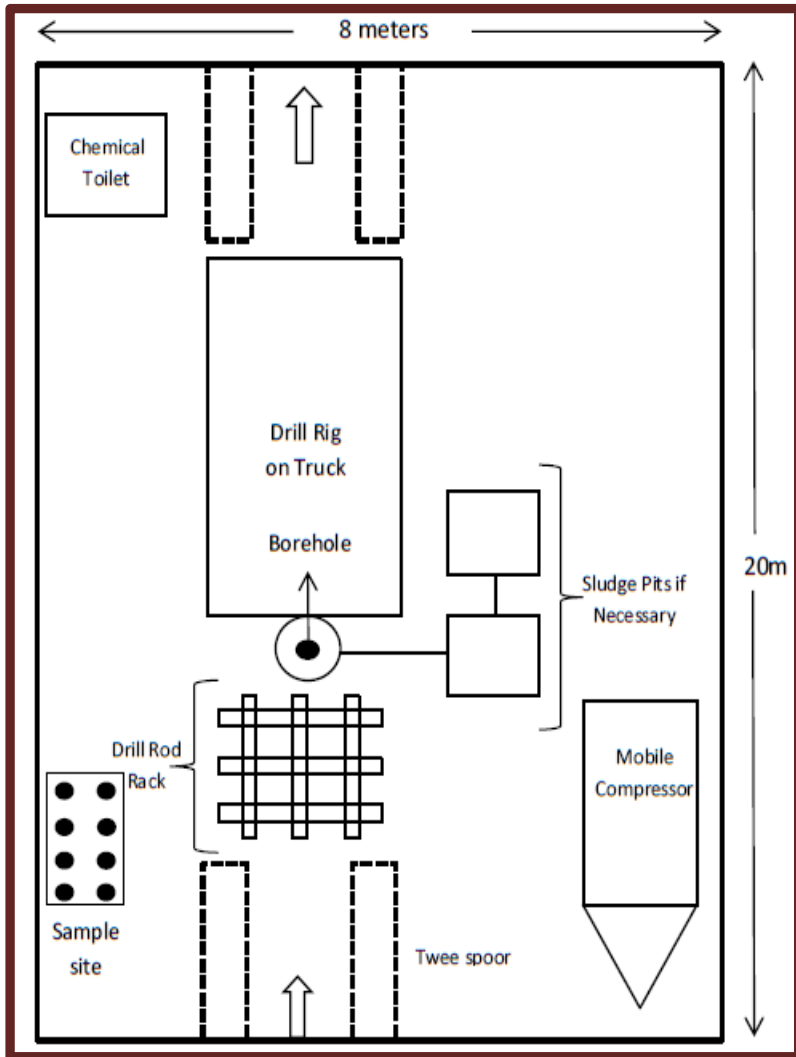 8 meters
Chemical
Toilet
Drill Rig
on Truck
Borehole
20m
Sludge Pits if
Necessary
Drill Rod
Rack
Mobile
Compressor
Sample
site
Twee spoor